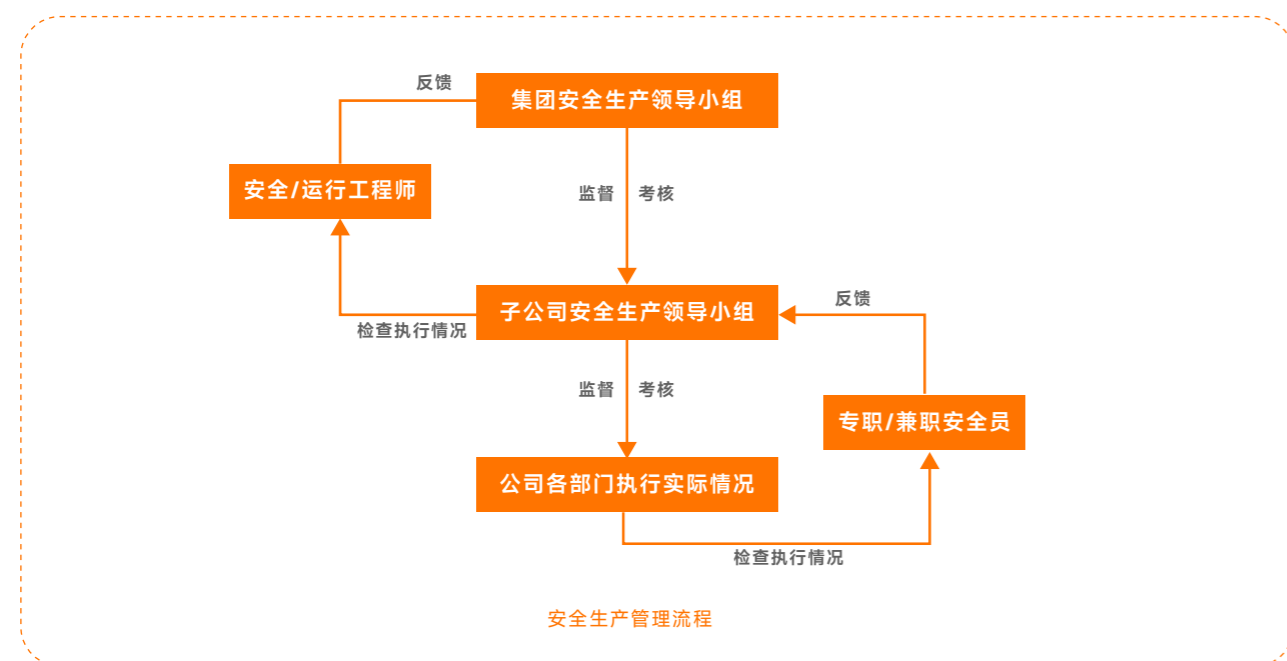 反馈
集团安全生产领导小组
安全/运行工程师
监督 考核
子公司安全生产领导小组
反馈
检查执行情况
监督 考核
专职/兼职安全员
公司各部门执行实际情况
检查执行情况
安全生产管理流程